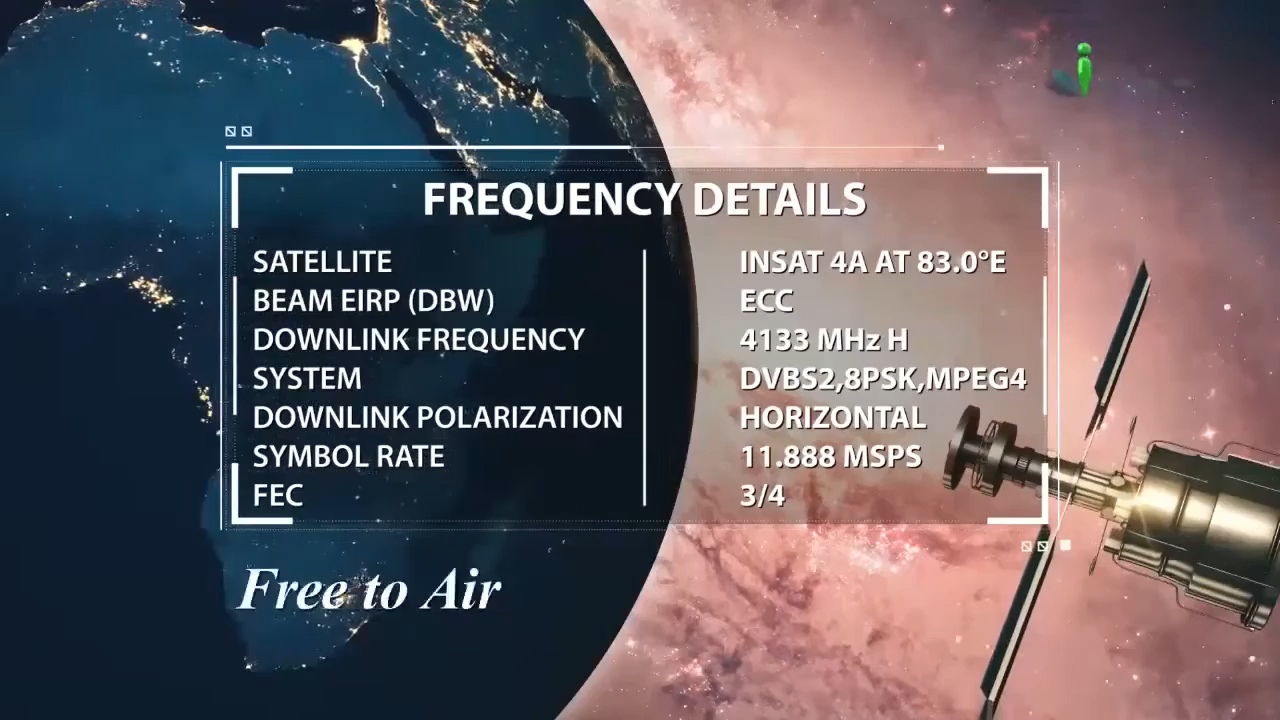 FREQUENCY DETAILS
SATELLITE INSAT 4A AT 83.0°E
BEAM EIRP (DBW) ECC
DOWNLINK FREQUENCY 4133 MHz H
SYSTEM DVBS2,8PSK,MPEG4
DOWNLINK POLARIZATION HORIZONTAL
SYMBOL RATE 11.888 MSPS
FEC 3/4
Free to Air